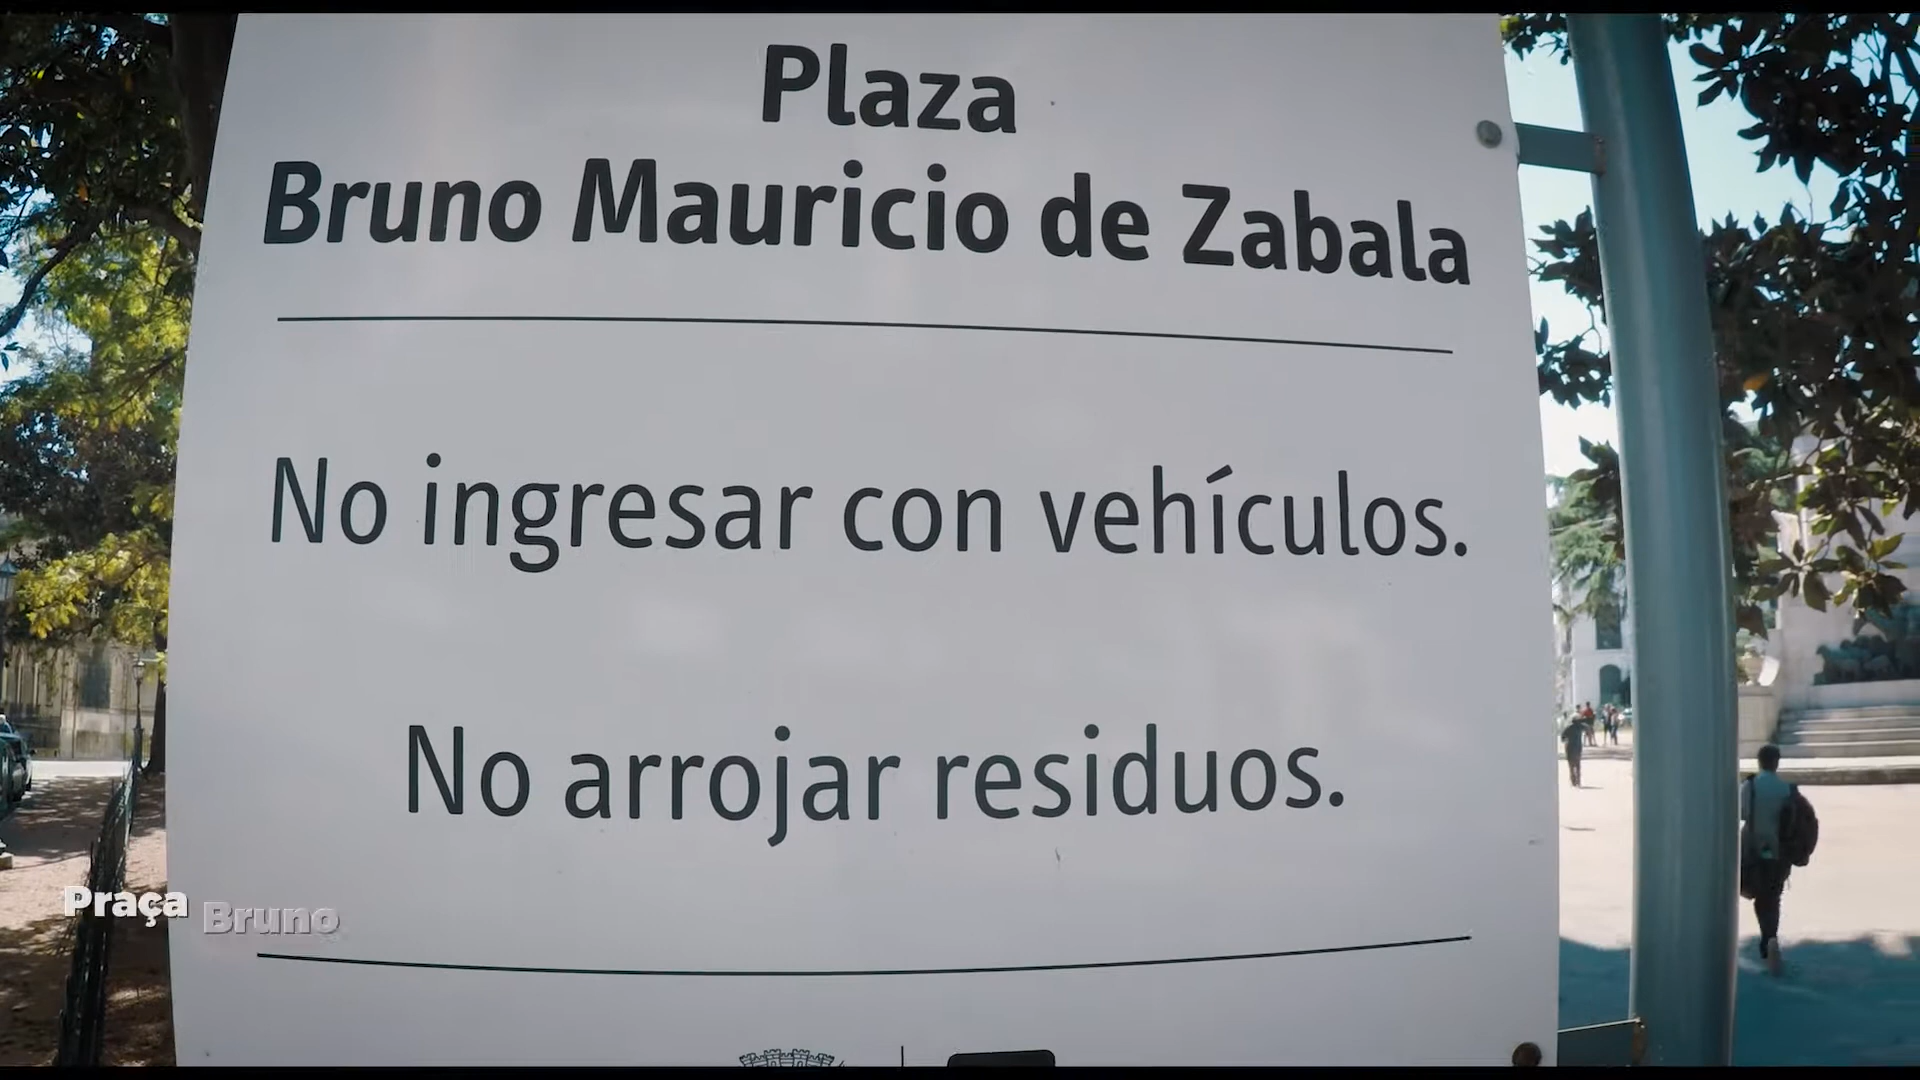 Plaza
Bruno Mauricio de Zabala
No ingresar con vehículos.
No arrojar residuos.
Praça Bruno